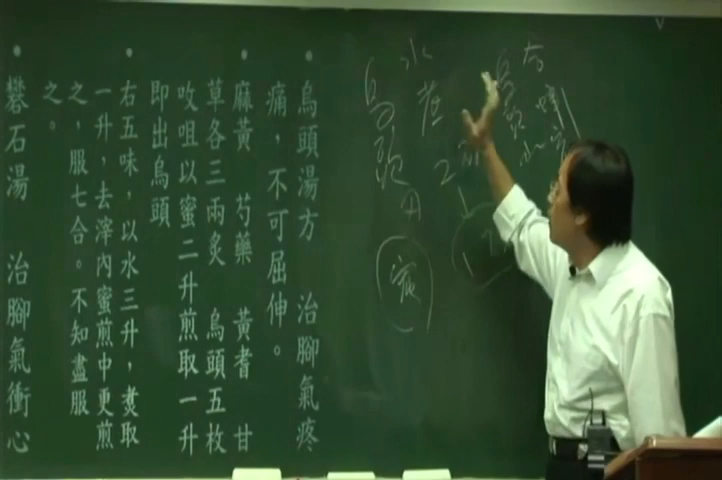 水
烏頭
• 烏頭湯方 治腳氣疼
痛，不可屈伸。
• 麻黃 芍藥 黃耆 甘
草各三兩炙 烏頭五枚
㕮咀以蜜二升煎取一升
即出烏頭
• 右五味，以水三升，煮取
一升，去滓內蜜煎中更煎
之，服七合。不知盡服
之。
• 礬石湯 治腳氣衝心